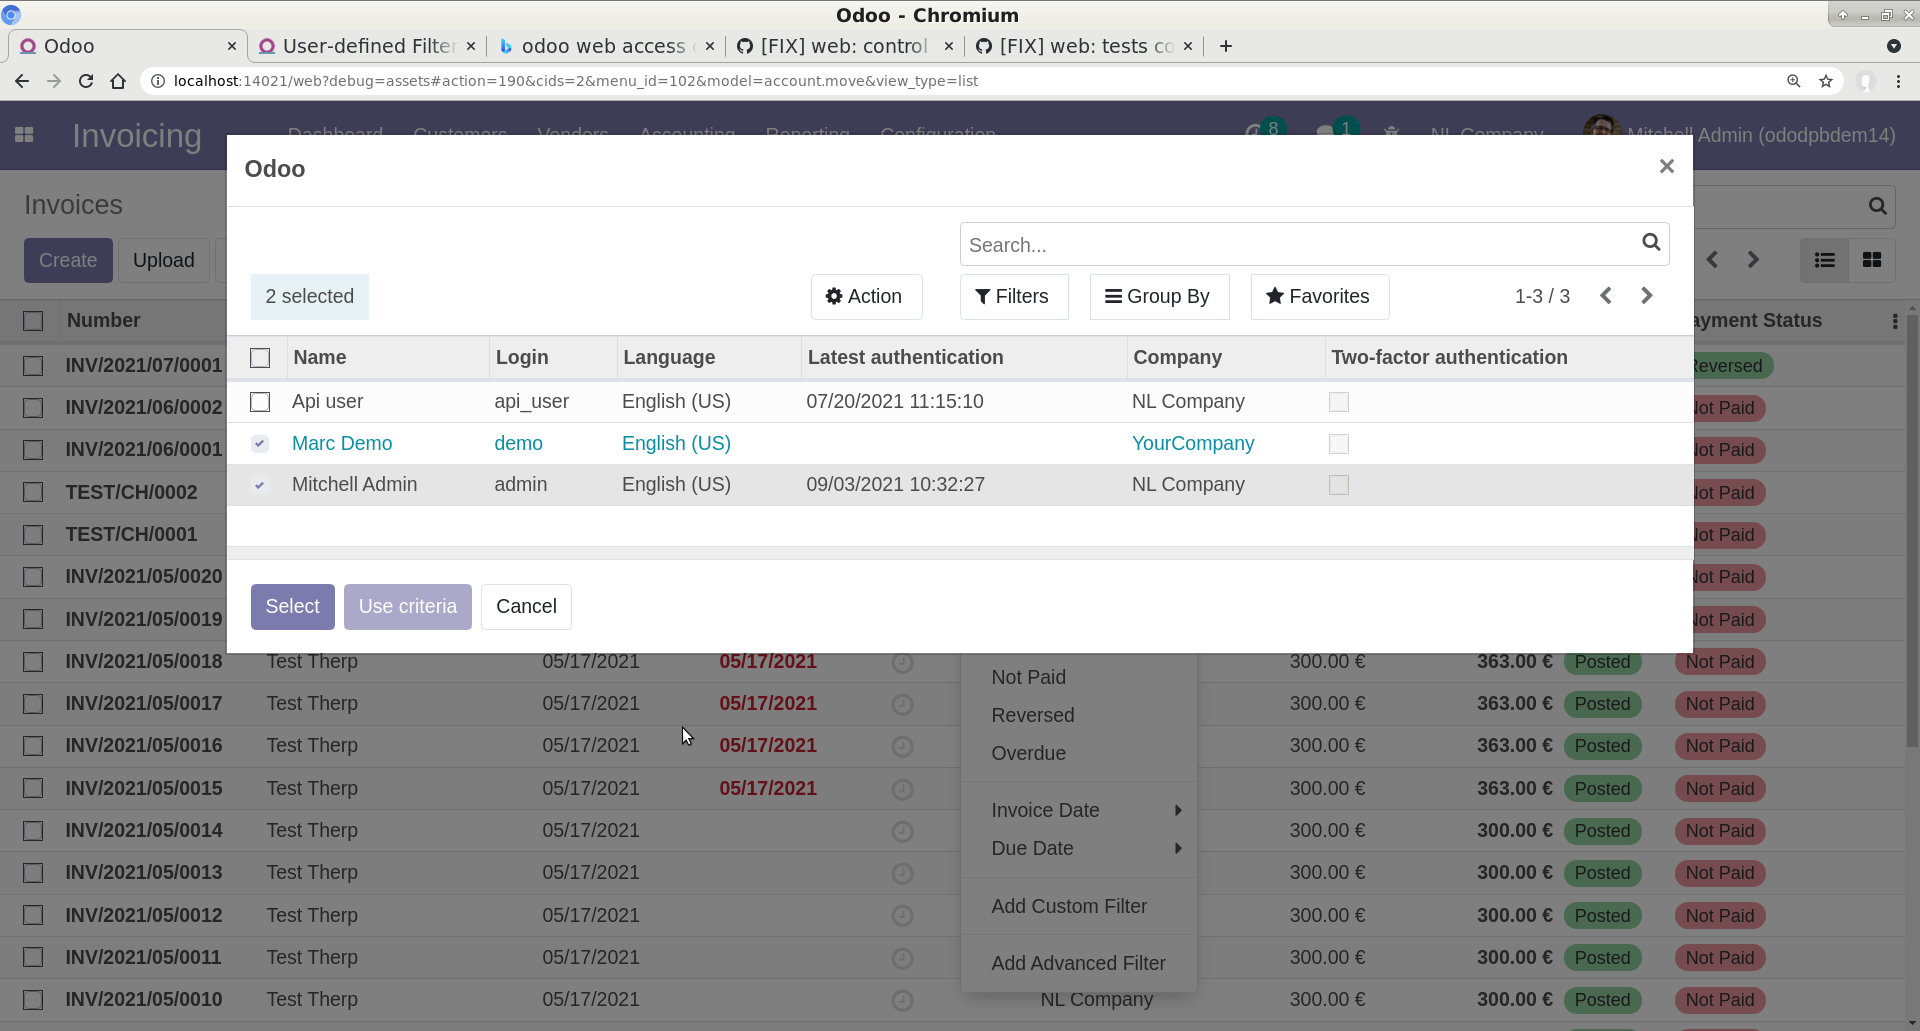 Odoo - Chromium
Odoo
User-defined Filter
odoo web access
[FIX] web: control
[FIX] web: tests co
localhost:14021/web?debug=assets#action=190&cids=2&menu_id=102&model=account.move&view_type=list
Invoicing Dashboard Customers Vendors Accounting Reporting Configuration 8 1 NL Company Mitchell Admin (ododpbdem14)
Odoo
Invoices
Search...
Create Upload
2 selected Action Filters Group By Favorites 1-3 / 3
Number
ayment Status
Name Login Language Latest authentication Company Two-factor authentication
Api user api_user English (US) 07/20/2021 11:15:10 NL Company
Marc Demo demo English (US) YourCompany
Mitchell Admin admin English (US) 09/03/2021 10:32:27 NL Company
Select Use criteria Cancel
INV/2021/07/0001 Reversed
INV/2021/06/0002 Not Paid
INV/2021/06/0001 Not Paid
TEST/CH/0002 Not Paid
TEST/CH/0001 Not Paid
INV/2021/05/0020 Not Paid
INV/2021/05/0019 Not Paid
INV/2021/05/0018 Test Therp 05/17/2021 05/17/2021 300.00 € 363.00 € Posted Not Paid
INV/2021/05/0017 Test Therp 05/17/2021 05/17/2021 300.00 € 363.00 € Posted Not Paid
INV/2021/05/0016 Test Therp 05/17/2021 05/17/2021 300.00 € 363.00 € Posted Not Paid
INV/2021/05/0015 Test Therp 05/17/2021 05/17/2021 300.00 € 363.00 € Posted Not Paid
INV/2021/05/0014 Test Therp 05/17/2021 300.00 € 300.00 € Posted Not Paid
INV/2021/05/0013 Test Therp 05/17/2021 300.00 € 300.00 € Posted Not Paid
INV/2021/05/0012 Test Therp 05/17/2021 300.00 € 300.00 € Posted Not Paid
INV/2021/05/0011 Test Therp 05/17/2021 300.00 € 300.00 € Posted Not Paid
INV/2021/05/0010 Test Therp 05/17/2021 NL Company 300.00 € 300.00 € Posted Not Paid
Not Paid
Reversed
Overdue
Invoice Date
Due Date
Add Custom Filter
Add Advanced Filter